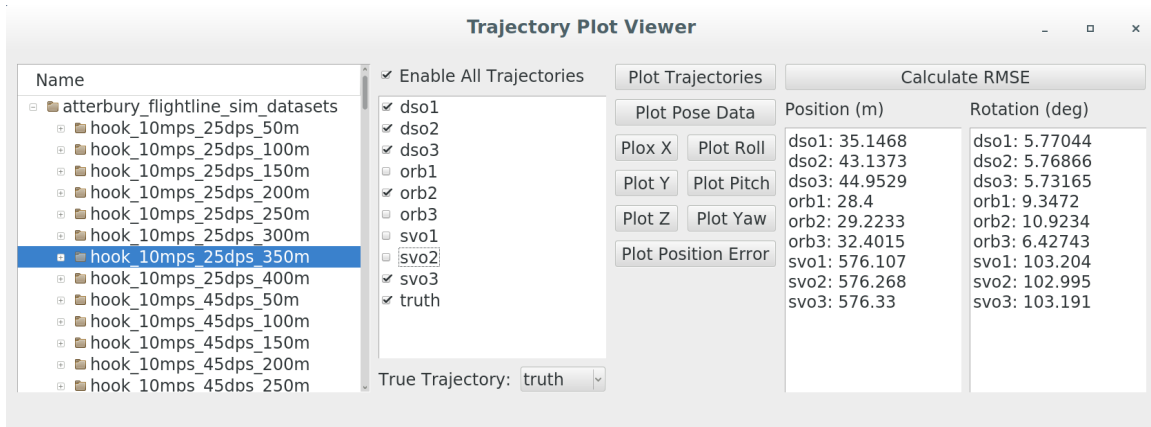 Trajectory Plot Viewer
Name
atterbury_flightline_sim_datasets
hook_10mps_25dps_50m
hook_10mps_25dps_100m
hook_10mps_25dps_150m
hook_10mps_25dps_200m
hook_10mps_25dps_250m
hook_10mps_25dps_300m
hook_10mps_25dps_350m
hook_10mps_25dps_400m
hook_10mps_45dps_50m
hook_10mps_45dps_100m
hook_10mps_45dps_150m
hook_10mps_45dps_200m
hook_10mps_45dps_250m
Enable All Trajectories
dso1
dso2
dso3
orb1
orb2
orb3
svo1
svo2
svo3
truth
True Trajectory: truth
Plot Trajectories
Plot Pose Data
Plox X Plot Roll
Plot Y Plot Pitch
Plot Z Plot Yaw
Plot Position Error
Calculate RMSE
Position (m)
dso1: 35.1468
dso2: 43.1373
dso3: 44.9529
orb1: 28.4
orb2: 29.2233
orb3: 32.4015
svo1: 576.107
svo2: 576.268
svo3: 576.33
Rotation (deg)
dso1: 5.77044
dso2: 5.76866
dso3: 5.73165
orb1: 9.3472
orb2: 10.9234
orb3: 6.42743
svo1: 103.204
svo2: 102.995
svo3: 103.191